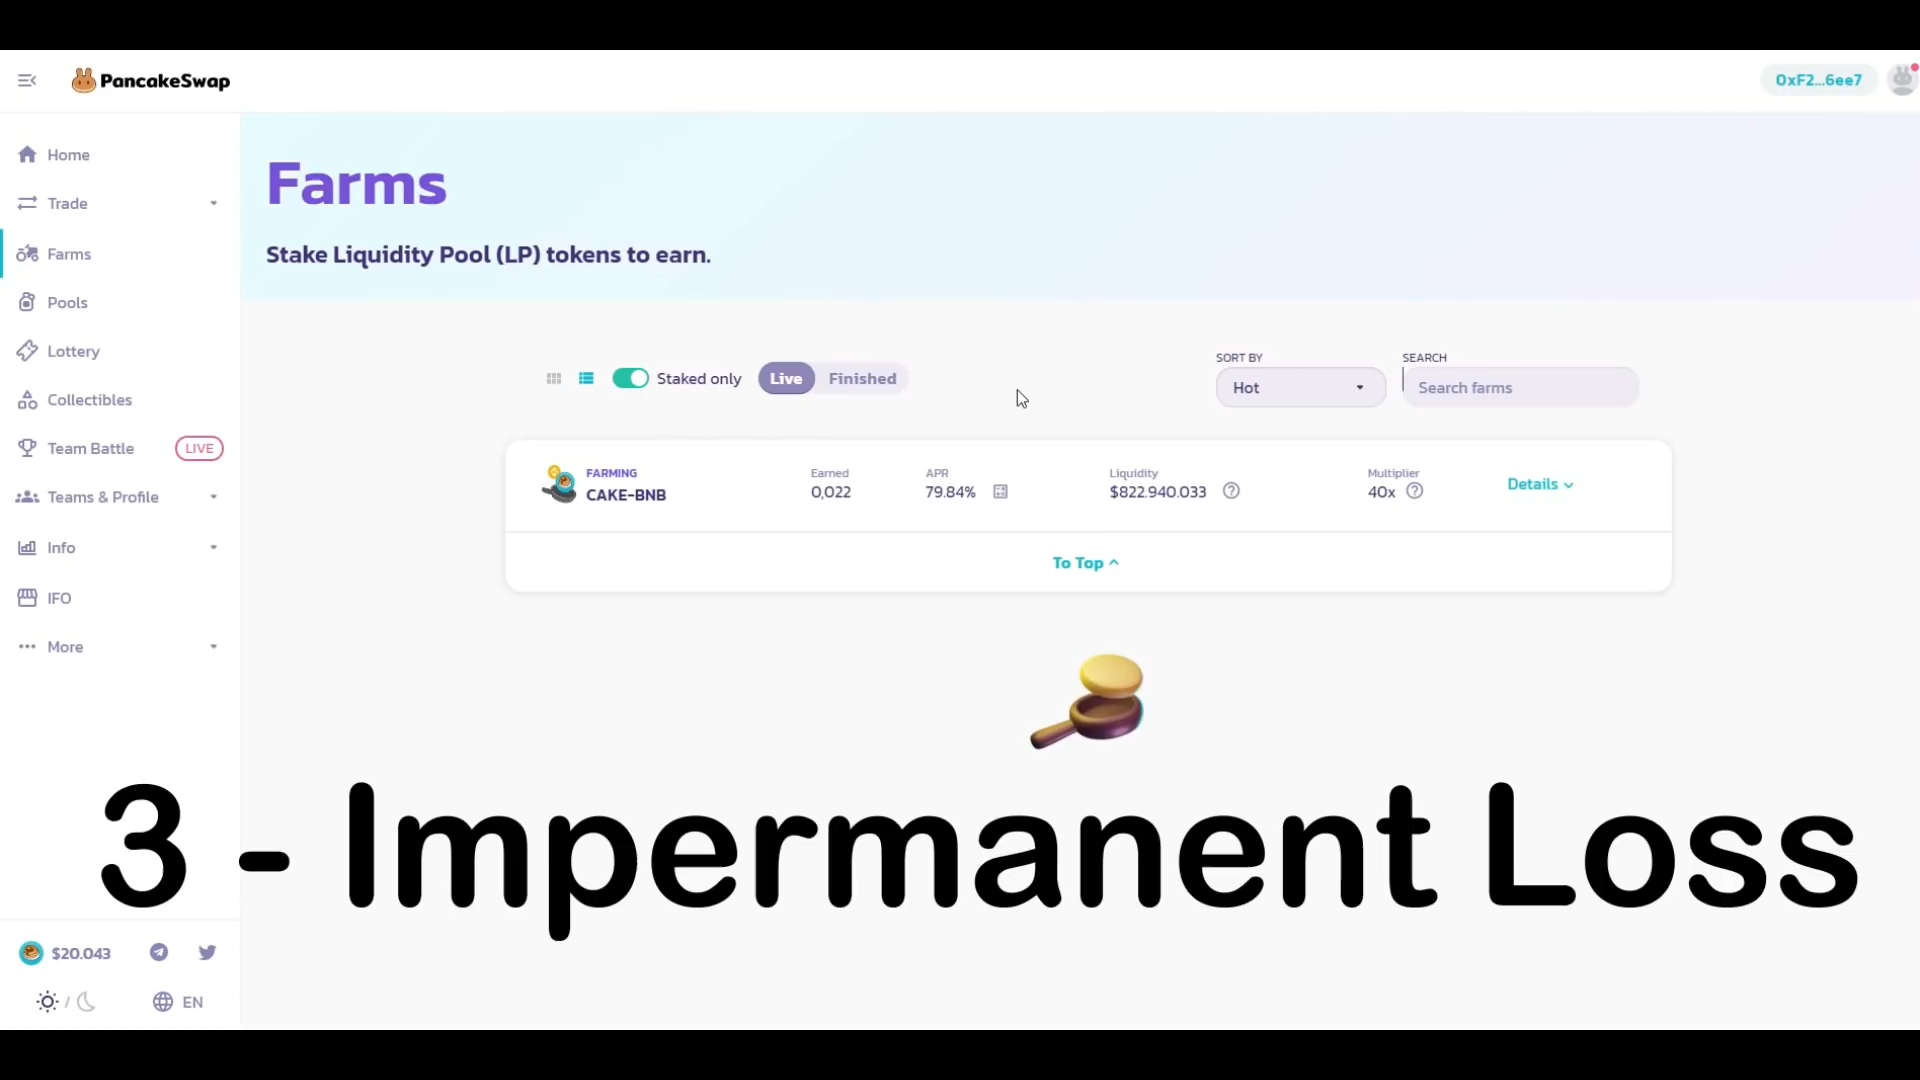 PancakeSwap
0xF2...6ee7
Home
Trade
Farms
Pools
Lottery
Collectibles
Team Battle LIVE
Teams & Profile
Info
IFO
More
$20.043
/
EN
Farms
Stake Liquidity Pool (LP) tokens to earn.
Staked only Live Finished
SORT BY
Hot
SEARCH
Search farms
FARMING
CAKE-BNB
Earned
0,022
APR
79.84%
Liquidity
$822.940.033 ?
Multiplier
40x ?
Details
To Top
3 - Impermanent Loss